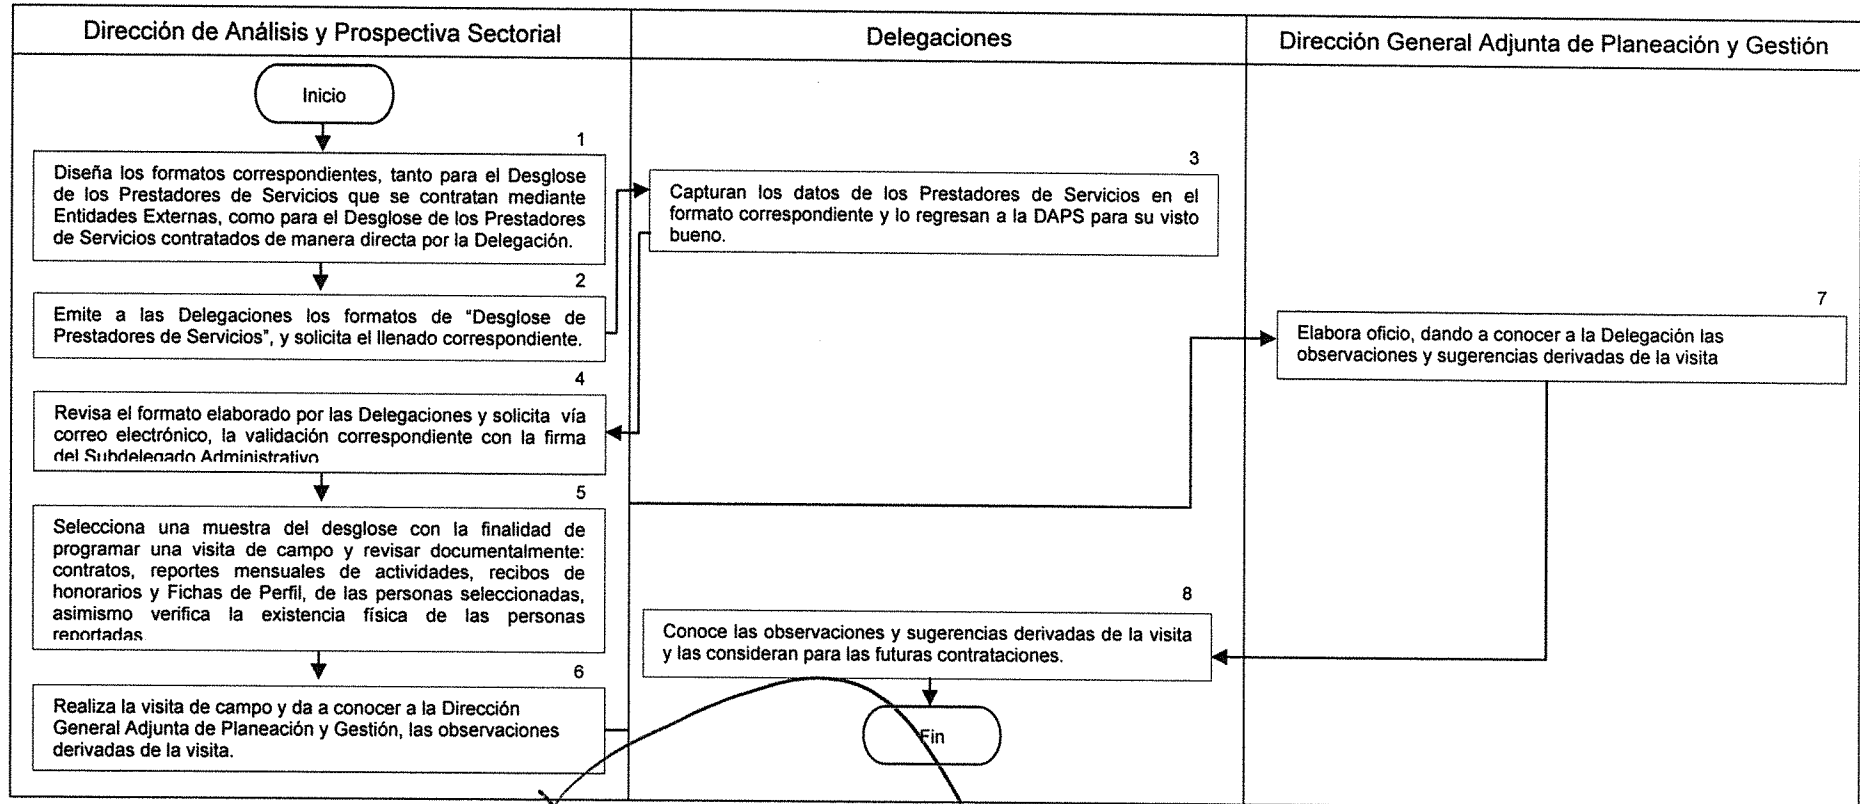 Dirección de Análisis y Prospectiva Sectorial
Delegaciones
Dirección General Adjunta de Planeación y Gestión
Inicio
1
Diseña los formatos correspondientes, tanto para el Desglose
de los Prestadores de Servicios que se contratan mediante
Entidades Externas, como para el Desglose de los Prestadores
de Servicios contratados de manera directa por la Delegación.
2
Emite a las Delegaciones los formatos de "Desglose de
Prestadores de Servicios", y solicita el llenado correspondiente.
3
Capturan los datos de los Prestadores de Servicios en el
formato correspondiente y lo regresan a la DAPS para su visto
bueno.
4
Revisa el formato elaborado por las Delegaciones y solicita vía
correo electrónico, la validación correspondiente con la firma
del Subdelegado Administrativo
5
Selecciona una muestra del desglose con la finalidad de
programar una visita de campo y revisar documentalmente:
contratos, reportes mensuales de actividades, recibos de
honorarios y Fichas de Perfil, de las personas seleccionadas,
asimismo verifica la existencia física de las personas
reportadas.
6
Realiza la visita de campo y da a conocer a la Dirección
General Adjunta de Planeación y Gestión, las observaciones
derivadas de la visita.
7
Elabora oficio, dando a conocer a la Delegación las
observaciones y sugerencias derivadas de la visita
8
Conoce las observaciones y sugerencias derivadas de la visita
y las consideran para las futuras contrataciones.
Fin